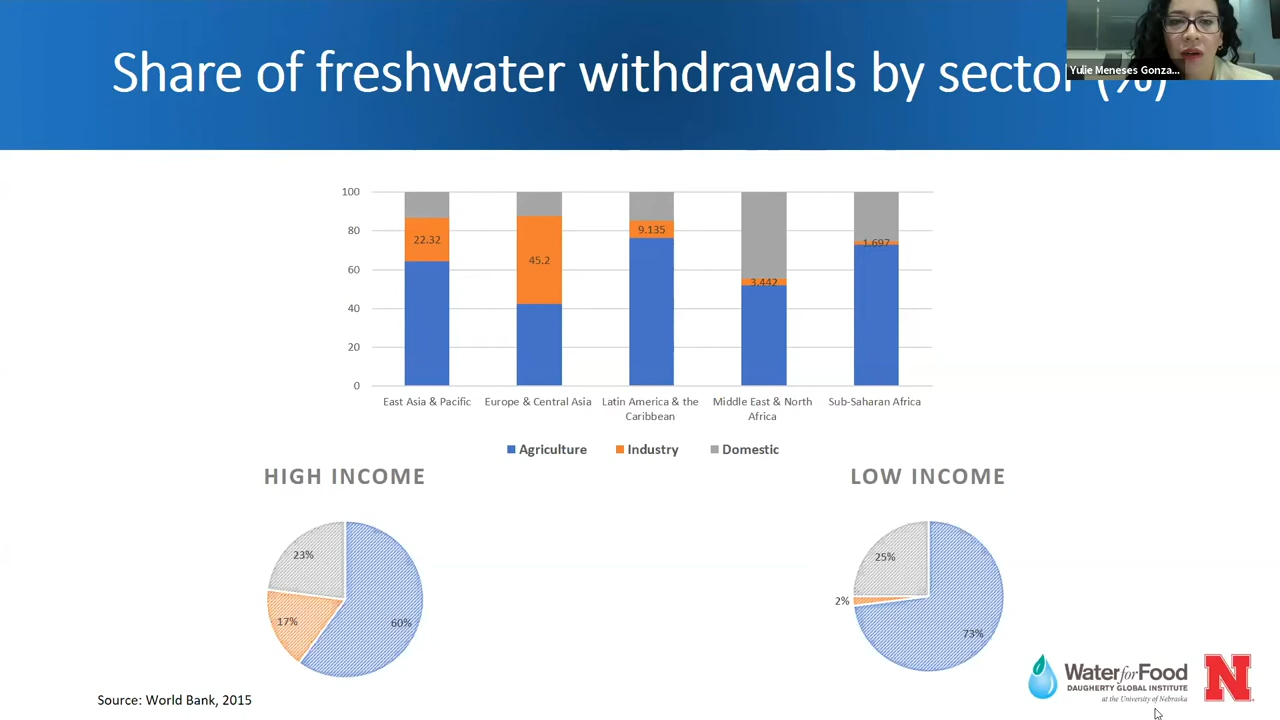 Share of freshwater withdrawals by sector (%)
Yulie Meneses Gonza...
100
80
60
40
20
0
22.32
45.2
9.135
3.442
1.697
East Asia & Pacific
Europe & Central Asia
Latin America & the
Caribbean
Middle East & North
Africa
Sub-Saharan Africa
Agriculture
Industry
Domestic
HIGH INCOME
LOW INCOME
23%
17%
60%
25%
2%
73%
Source: World Bank, 2015
Water for Food
DAUGHERTY GLOBAL INSTITUTE
at the University of Nebraska
N